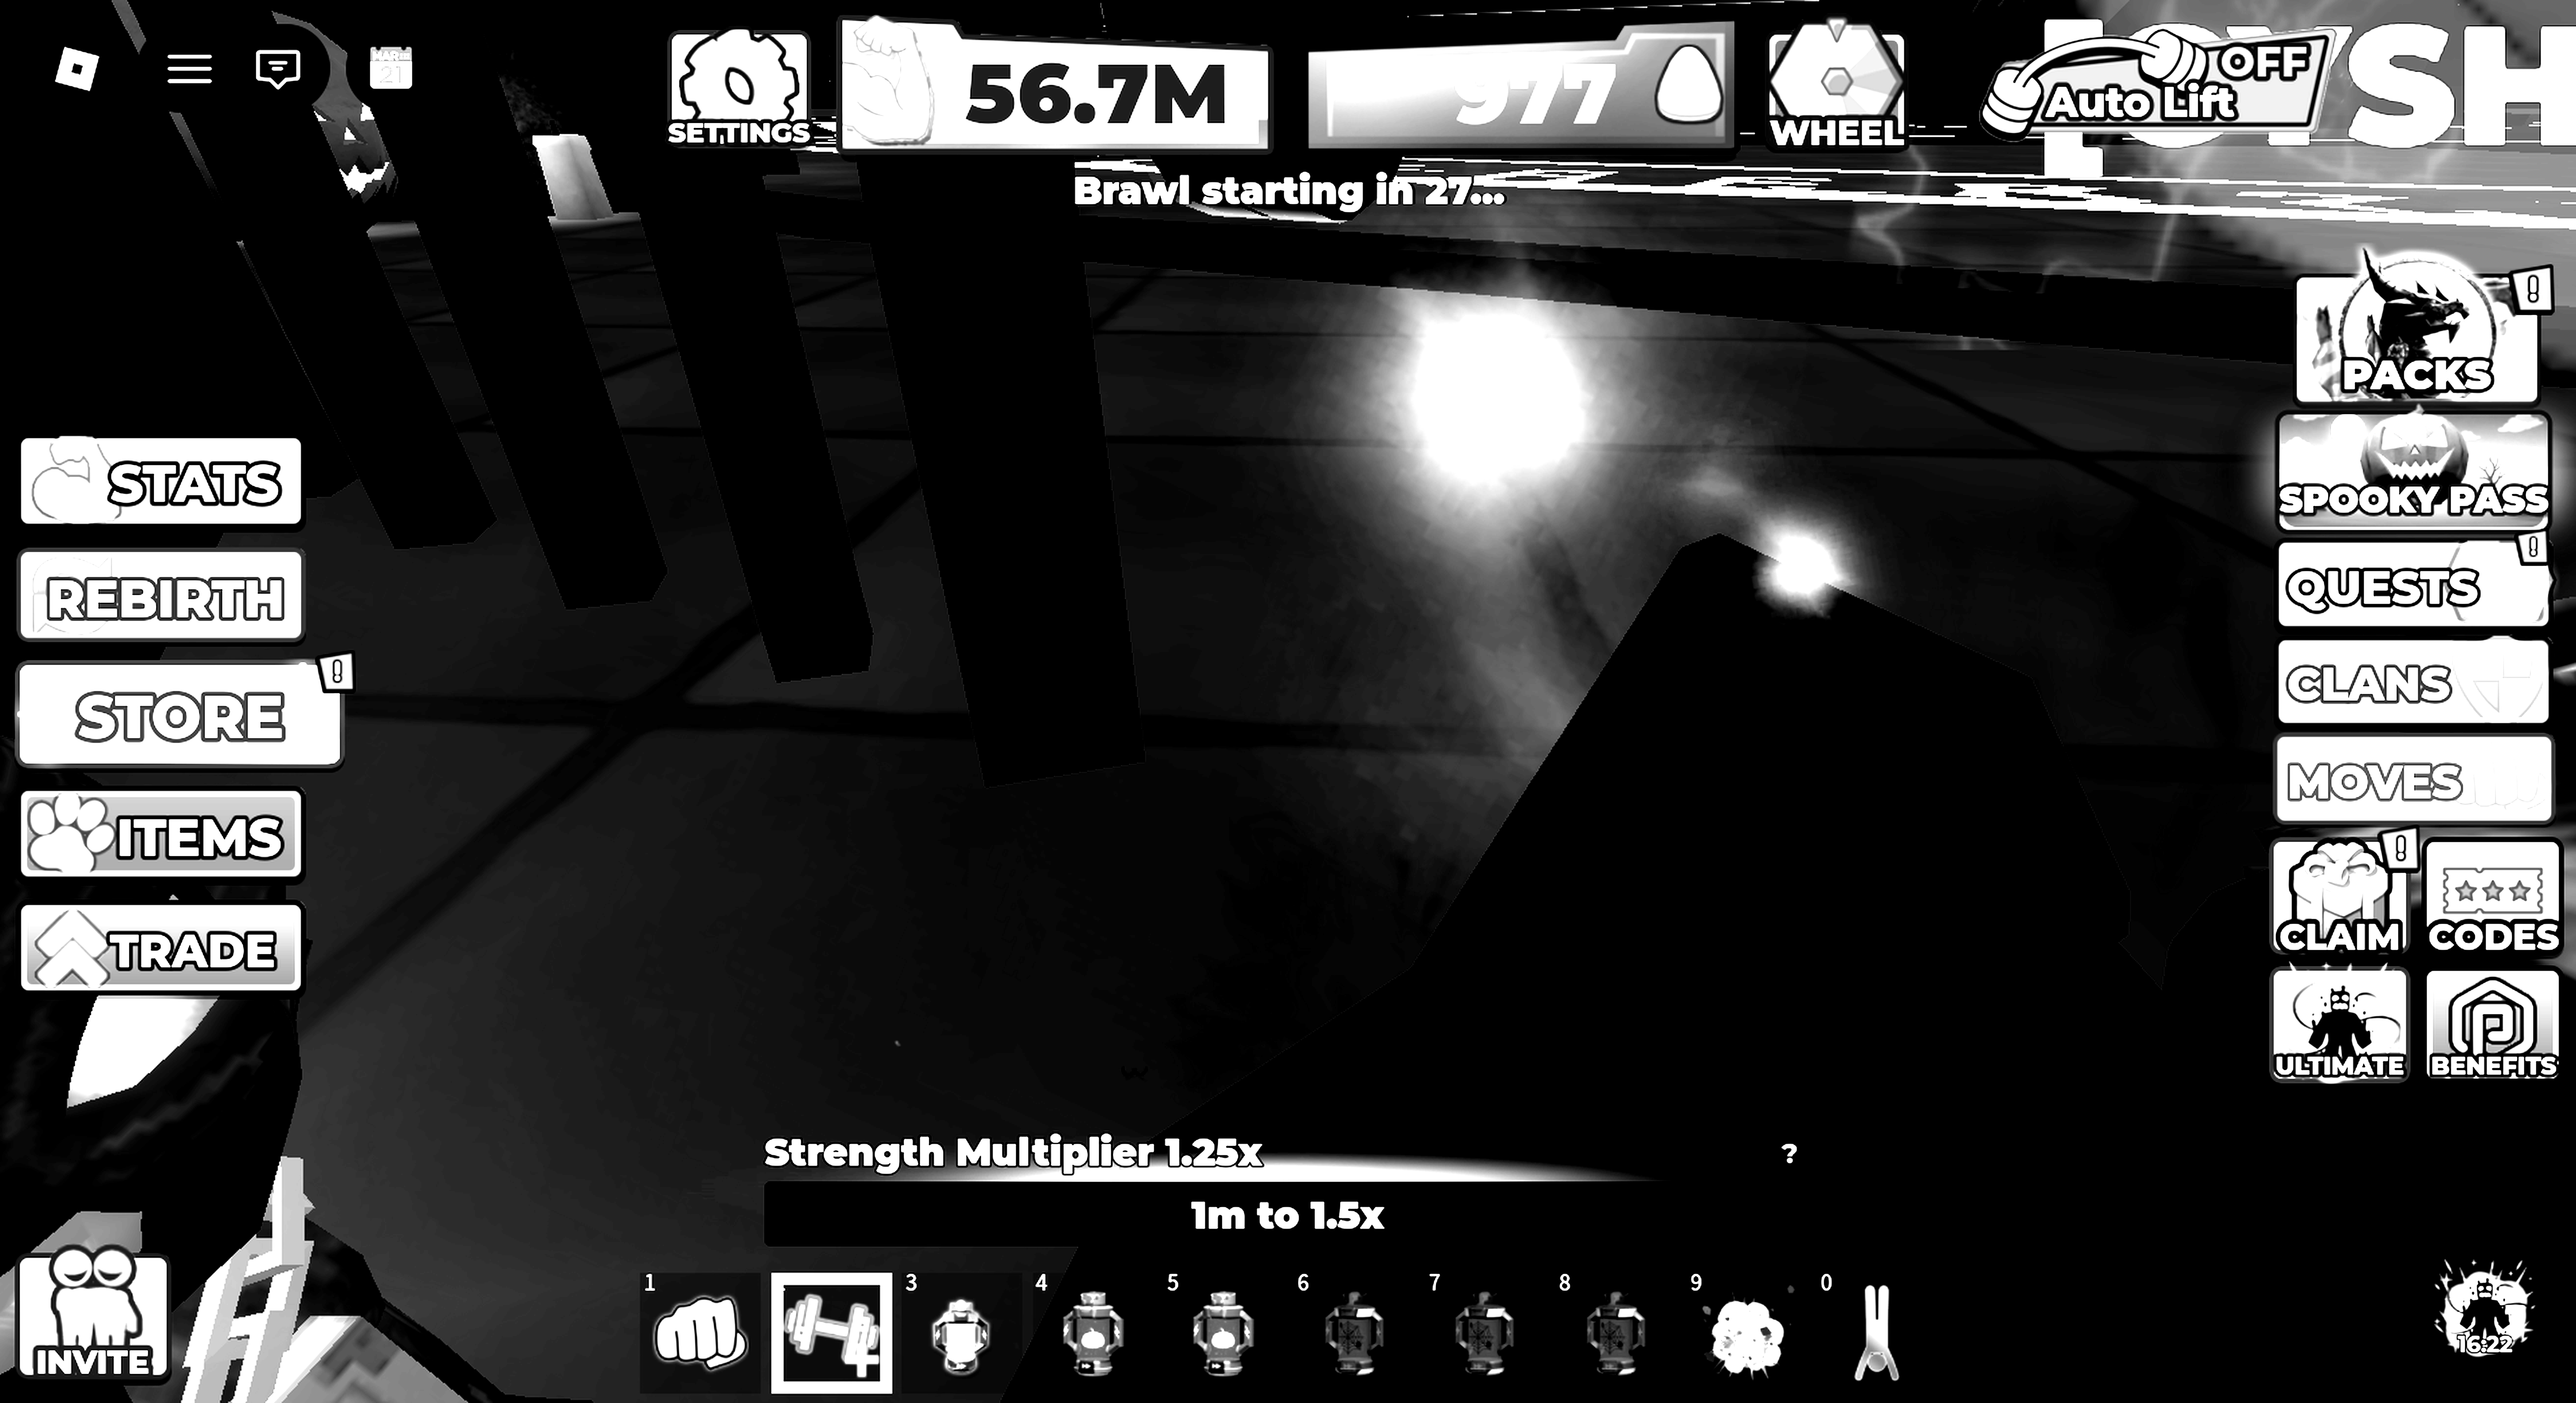 SETTINGS
56.7M
977
WHEEL
OFF
Auto Lift
Brawl starting in 27...
PACKS
SPOOKY PASS
QUESTS
CLANS
MOVES
CLAIM
CODES
ULTIMATE
BENEFITS
STATS
REBIRTH
STORE
ITEMS
TRADE
INVITE
Strength Multiplier 1.25x
?
1m to 1.5x
1
3
4
5
6
7
8
9
0
16:22
21